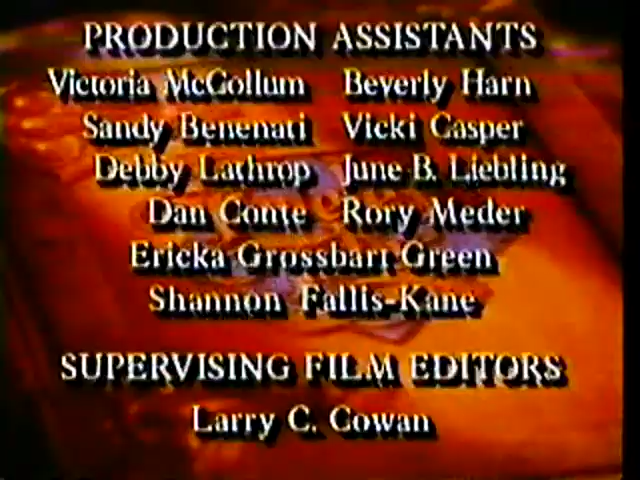 PRODUCTION ASSISTANTS
Victoria McCollum Beverly Harn
Sandy Benenati Vicki Casper
Debby Lathrop June B. Liebling
Dan Conte Rory Meder
Ericka Grossbart Green
Shannon Fallis-Kane
SUPERVISING FILM EDITORS
Larry C. Cowan